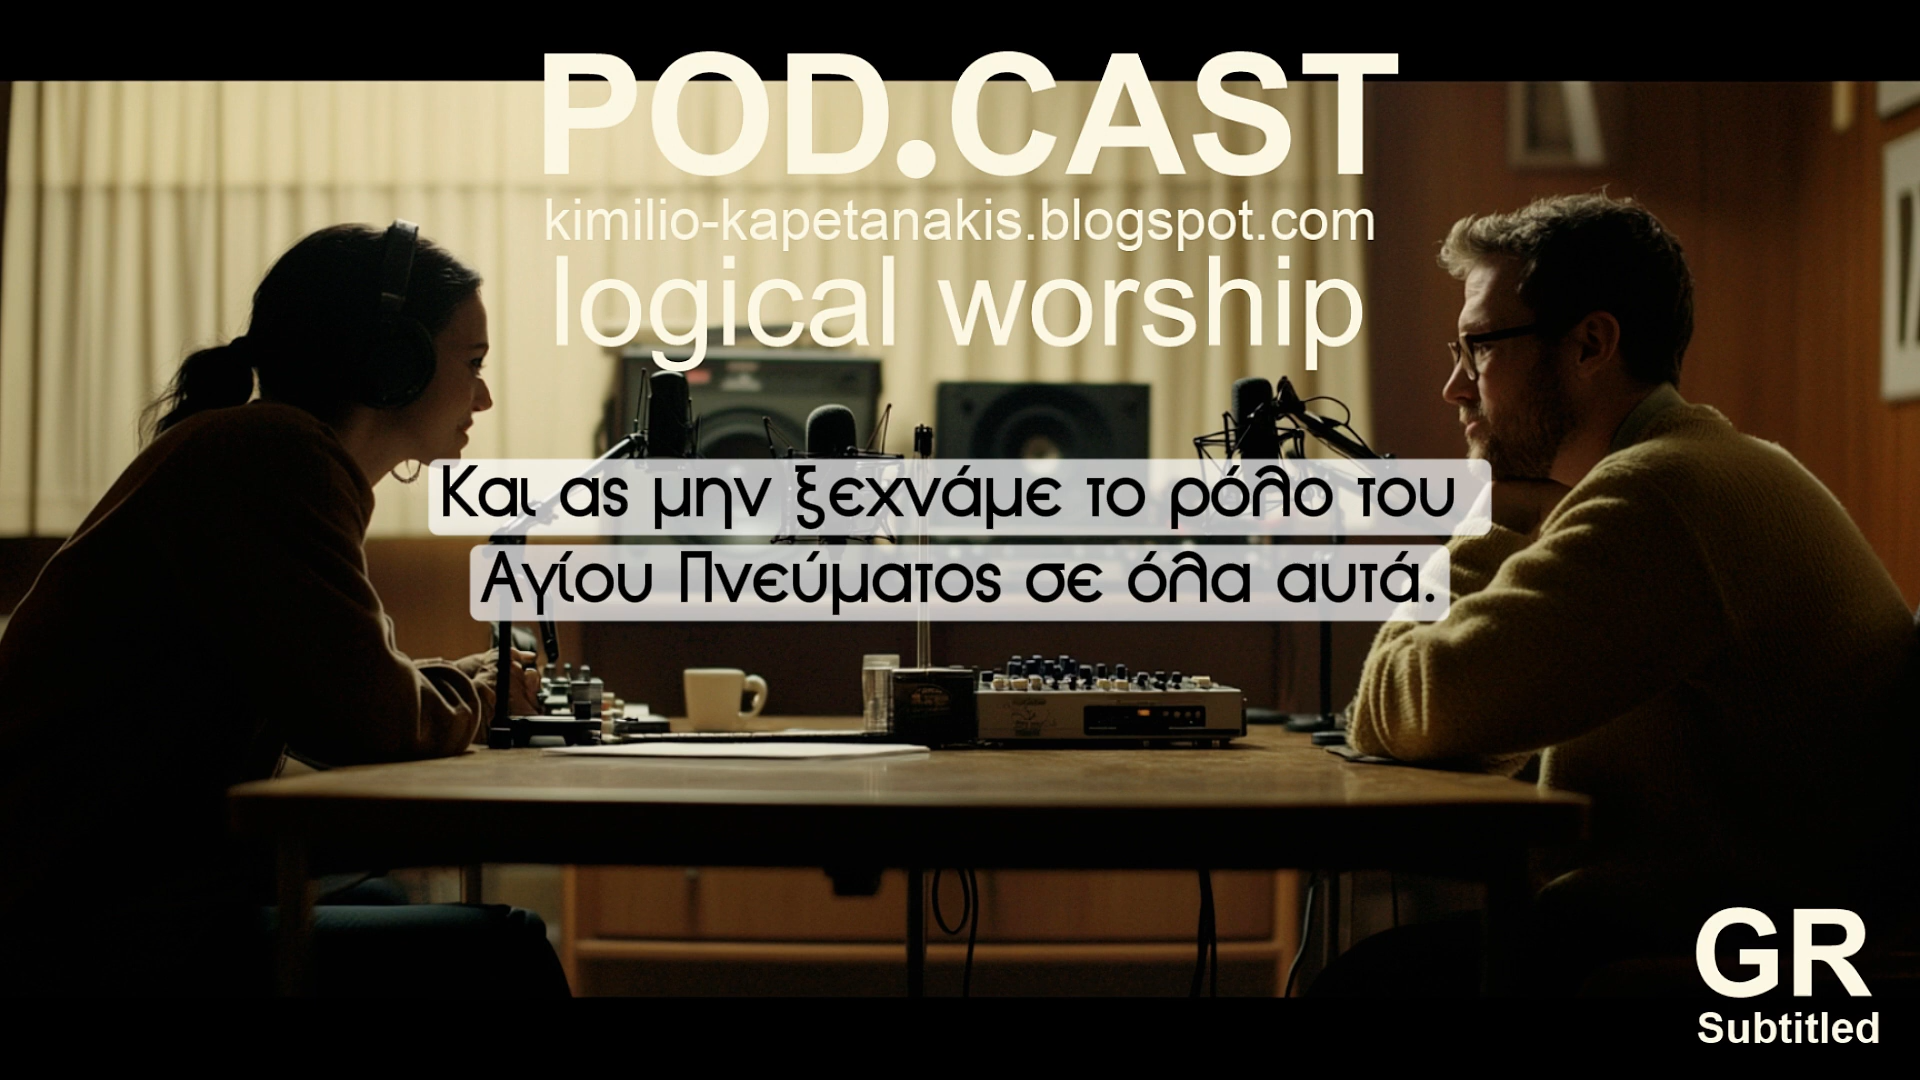 POD.CAST
kimilio-kapetanakis.blogspot.com
logical worship
Και ας μην ξεχνάμε το ρόλο του
Αγίου Πνεύματος σε όλα αυτά.
GR
Subtitled